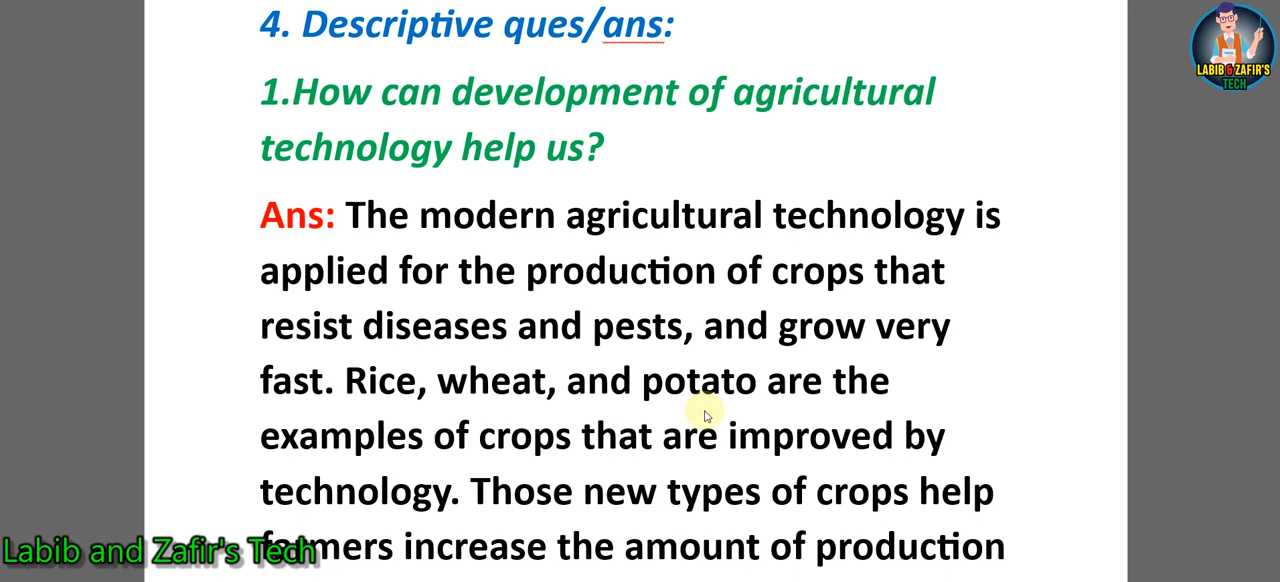 4. Descriptive ques/ans:
1.How can development of agricultural
technology help us?
Ans: The modern agricultural technology is
applied for the production of crops that
resist diseases and pests, and grow very
fast. Rice, wheat, and potato are the
examples of crops that are improved by
technology. Those new types of crops help
farmers increase the amount of production
Labib and Zafir's Tech
LABIB & ZAFIR'S
TECH